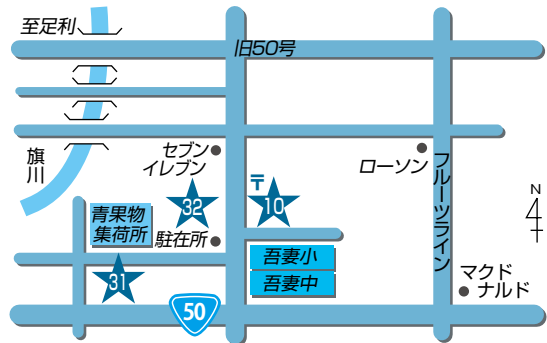 至足利
旧50号
旗川
セブン
イレブン
ローソン
フルーツライン
〒
32
10
N
青果物
集荷所
駐在所
吾妻小
吾妻中
31
マクド
ナルド
50